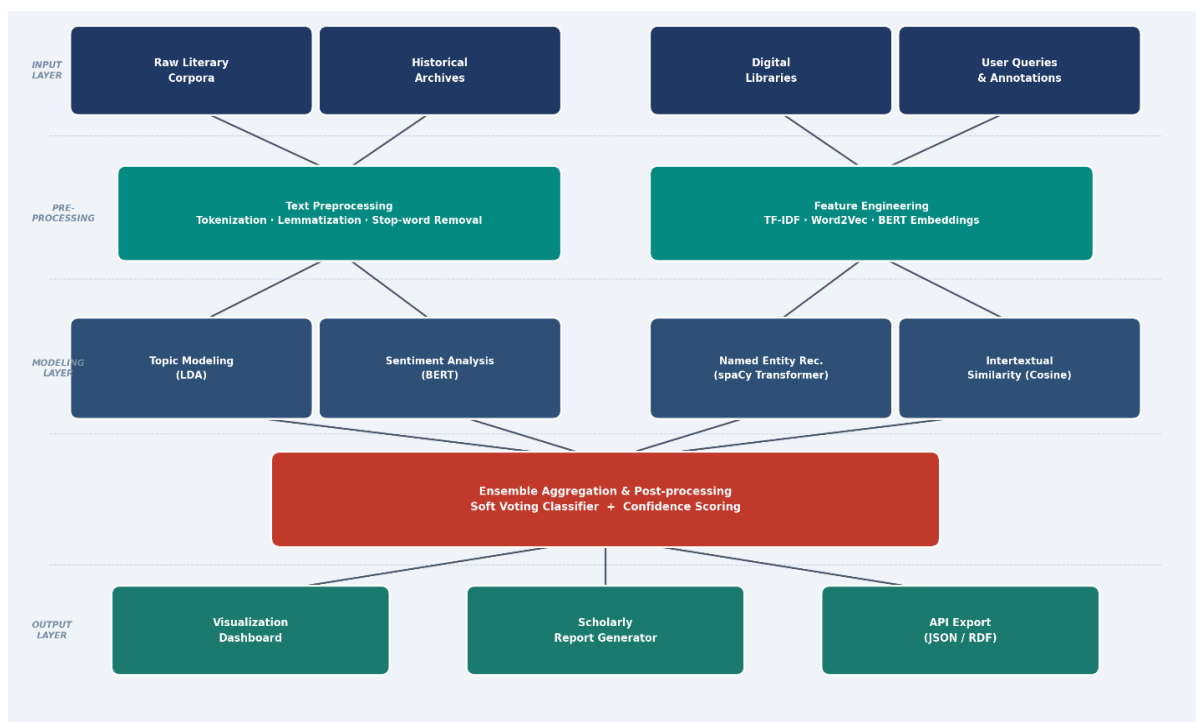 INPUT
LAYER
Raw Literary
Corpora
Historical
Archives
Digital
Libraries
User Queries
& Annotations
PRE-
PROCESSING
Text Preprocessing
Tokenization · Lemmatization · Stop-word Removal
Feature Engineering
TF-IDF · Word2Vec · BERT Embeddings
MODELING
LAYER
Topic Modeling
(LDA)
Sentiment Analysis
(BERT)
Named Entity Rec.
(spaCy Transformer)
Intertextual
Similarity (Cosine)
Ensemble Aggregation & Post-processing
Soft Voting Classifier + Confidence Scoring
OUTPUT
LAYER
Visualization
Dashboard
Scholarly
Report Generator
API Export
(JSON / RDF)